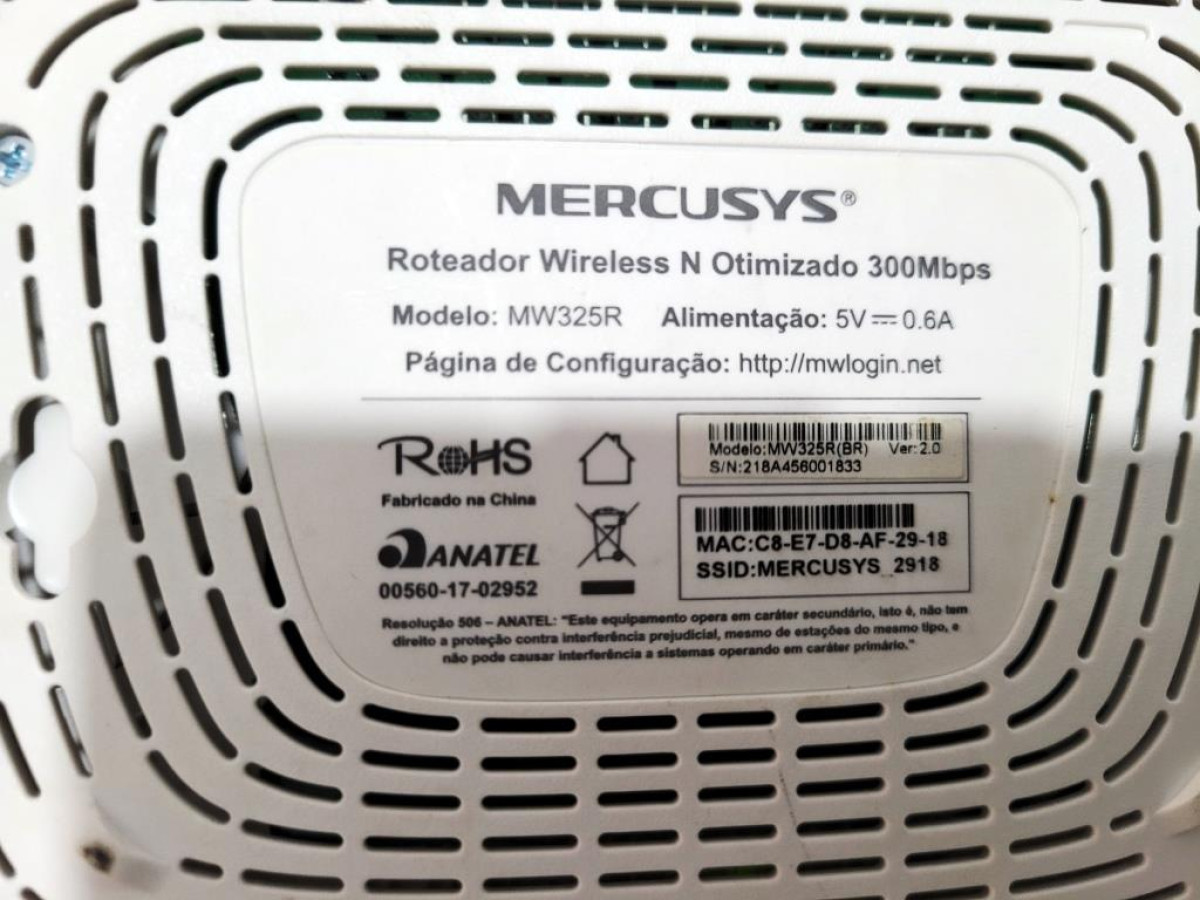 MERCUSYS®
Roteador Wireless N Otimizado 300Mbps
Modelo: MW325R Alimentação: 5V⎓0.6A
Página de Configuração: http://mwlogin.net
RoHS
Fabricado na China
ANATEL
00560-17-02952
Modelo:MW325R(BR) Ver:2.0
S/N:218A456001833
MAC:C8-E7-D8-AF-29-18
SSID:MERCUSYS_2918
Resolução 506 – ANATEL: “Este equipamento opera em caráter secundário, isto é, não tem
direito a proteção contra interferência prejudicial, mesmo de estações do mesmo tipo, e
não pode causar interferência a sistemas operando em caráter primário.”